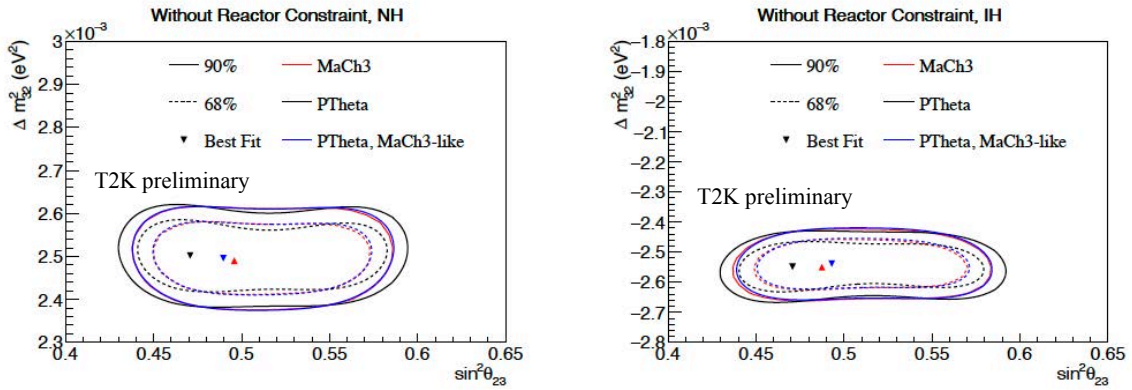 Without Reactor Constraint, NH
×10⁻³
Δ m²₃₂ (eV²)
3
2.9
2.8
2.7
2.6
2.5
2.4
2.3
90%
MaCh3
68%
PTheta
Best Fit
PTheta, MaCh3-like
T2K preliminary
0.4
0.45
0.5
0.55
0.6
0.65
sin²θ₂₃
Without Reactor Constraint, IH
×10⁻³
Δ m²₃₂ (eV²)
−1.8
−1.9
−2
−2.1
−2.2
−2.3
−2.4
−2.5
−2.6
−2.7
−2.8
90%
MaCh3
68%
PTheta
Best Fit
PTheta, MaCh3-like
T2K preliminary
0.4
0.45
0.5
0.55
0.6
0.65
sin²θ₂₃